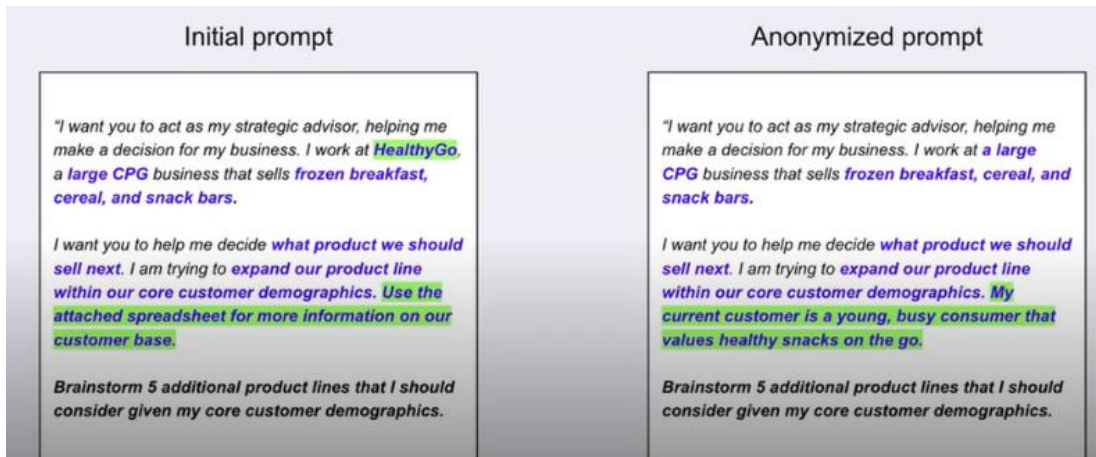 Initial prompt
"I want you to act as my strategic advisor, helping me
make a decision for my business. I work at HealthyGo,
a large CPG business that sells frozen breakfast,
cereal, and snack bars.
I want you to help me decide what product we should
sell next. I am trying to expand our product line
within our core customer demographics. Use the
attached spreadsheet for more information on our
customer base.
Brainstorm 5 additional product lines that I should
consider given my core customer demographics.
Anonymized prompt
"I want you to act as my strategic advisor, helping me
make a decision for my business. I work at a large
CPG business that sells frozen breakfast, cereal, and
snack bars.
I want you to help me decide what product we should
sell next. I am trying to expand our product line
within our core customer demographics. My
current customer is a young, busy consumer that
values healthy snacks on the go.
Brainstorm 5 additional product lines that I should
consider given my core customer demographics.